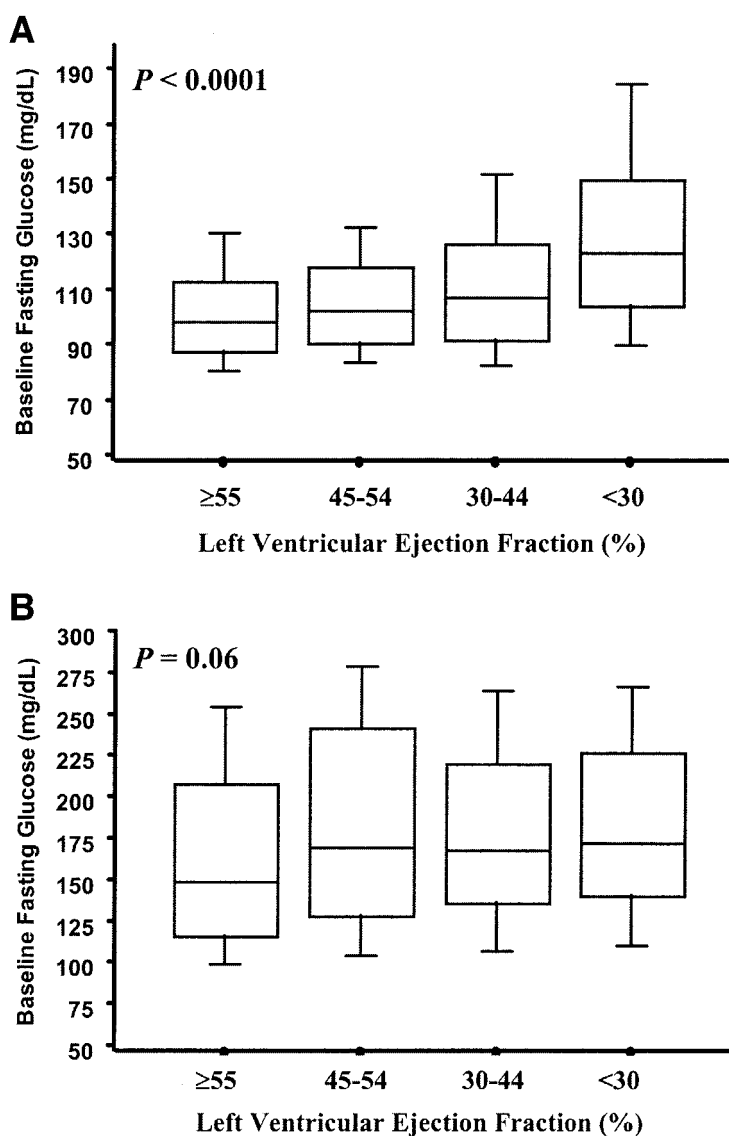 A
P < 0.0001
Baseline Fasting Glucose (mg/dL)
190
170
150
130
110
90
70
50
≥55 45-54 30-44 <30
Left Ventricular Ejection Fraction (%)
B
P = 0.06
Baseline Fasting Glucose (mg/dL)
300
275
250
225
200
175
150
125
100
75
50
≥55 45-54 30-44 <30
Left Ventricular Ejection Fraction (%)